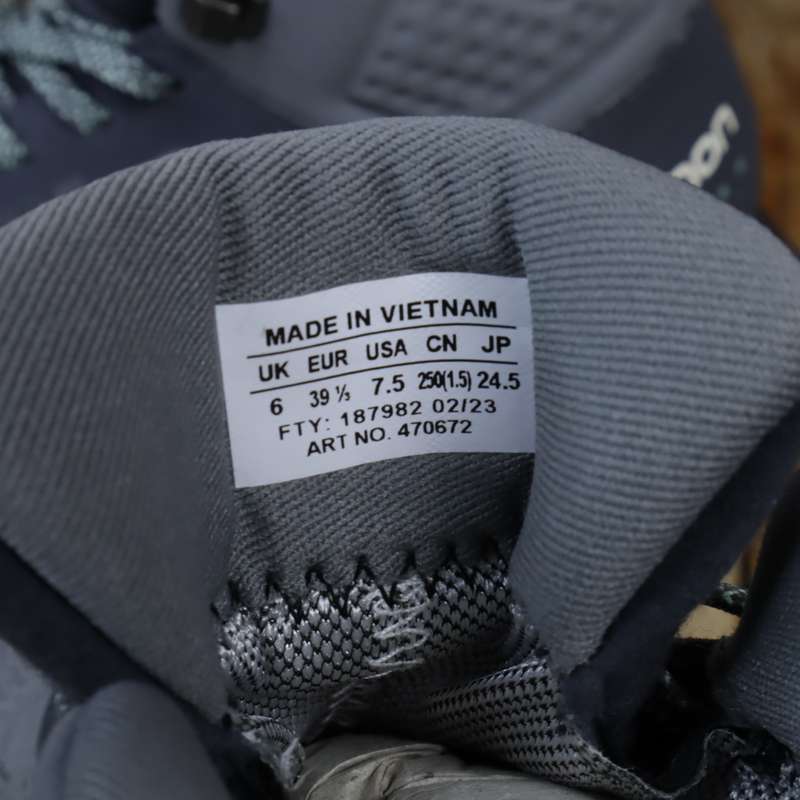 MADE IN VIETNAM
UK EUR USA CN JP
6 39 ⅓ 7.5 250(1.5) 24.5
FTY: 187982 02/23
ART NO. 470672